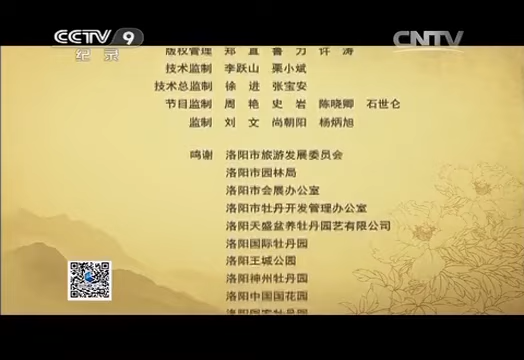 CCTV 9
纪录
CNTV
版权管理 郑直 鲁力 许涛
技术监制 李跃山 栗小斌
技术总监制 徐进 张宝安
节目监制 周艳 史岩 陈晓卿 石世仑
监制 刘文 尚朝阳 杨炳旭
鸣谢 洛阳市旅游发展委员会
洛阳市园林局
洛阳市会展办公室
洛阳市牡丹开发管理办公室
洛阳天盛盆养牡丹园艺有限公司
洛阳国际牡丹园
洛阳王城公园
洛阳神州牡丹园
洛阳中国国花园